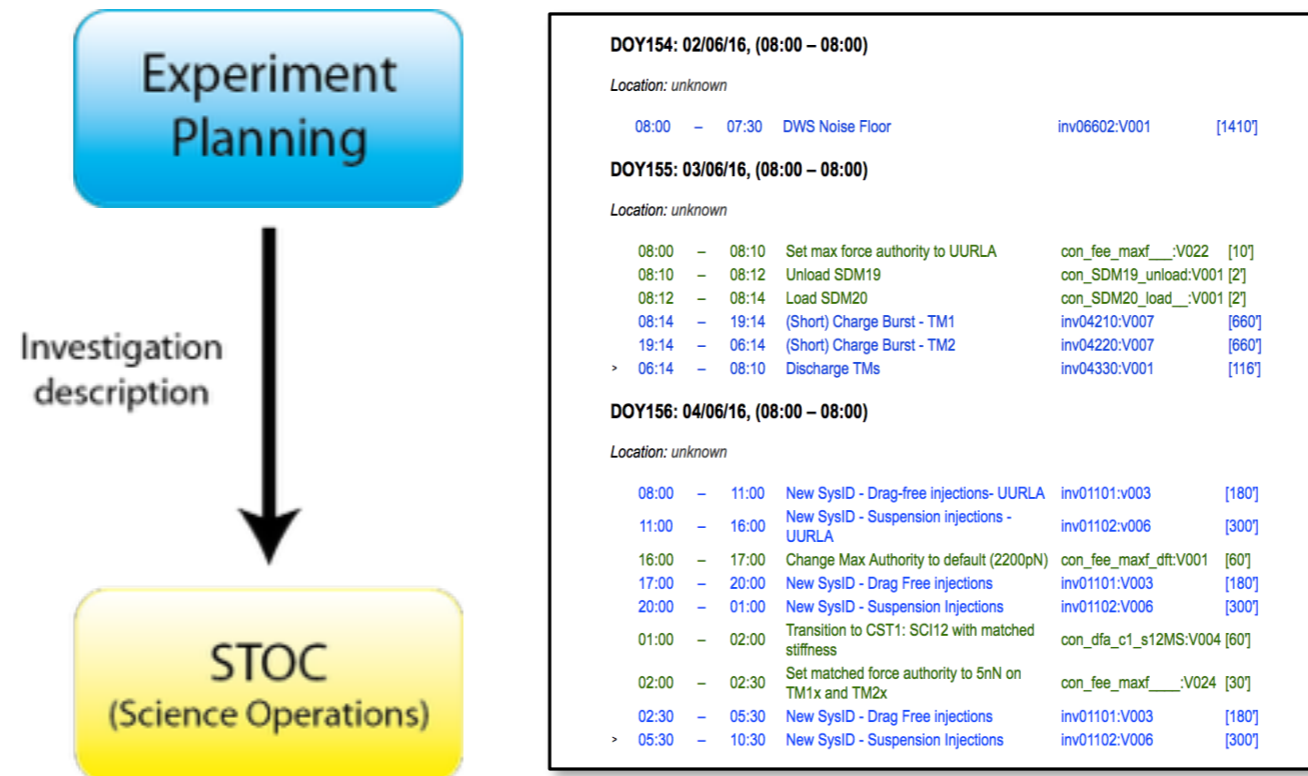 Experiment
Planning
Investigation
description
STOC
(Science Operations)
DOY154: 02/06/16, (08:00 – 08:00)
Location: unknown
08:00 – 07:30 DWS Noise Floor inv06602:V001 [1410']
DOY155: 03/06/16, (08:00 – 08:00)
Location: unknown
08:00 – 08:10 Set max force authority to UURLA con_fee_maxf___:V022 [10']
08:10 – 08:12 Unload SDM19 con_SDM19_unload:V001 [2']
08:12 – 08:14 Load SDM20 con_SDM20_load__:V001 [2']
08:14 – 19:14 (Short) Charge Burst - TM1 inv04210:V007 [660']
19:14 – 06:14 (Short) Charge Burst - TM2 inv04220:V007 [660']
> 06:14 – 08:10 Discharge TMs inv04330:V001 [116']
DOY156: 04/06/16, (08:00 – 08:00)
Location: unknown
08:00 – 11:00 New SysID - Drag-free injections- UURLA inv01101:v003 [180']
11:00 – 16:00 New SysID - Suspension injections - inv01102:v006 [300']
UURLA
16:00 – 17:00 Change Max Authority to default (2200pN) con_fee_maxf_dft:V001 [60']
17:00 – 20:00 New SysID - Drag Free injections inv01101:V003 [180']
20:00 – 01:00 New SysID - Suspension Injections inv01102:V006 [300']
01:00 – 02:00 Transition to CST1: SCI12 with matched con_dfa_c1_s12MS:V004 [60']
stiffness
02:00 – 02:30 Set matched force authority to 5nN on con_fee_maxf____:V024 [30']
TM1x and TM2x
02:30 – 05:30 New SysID - Drag Free injections inv01101:V003 [180']
> 05:30 – 10:30 New SysID - Suspension Injections inv01102:V006 [300']